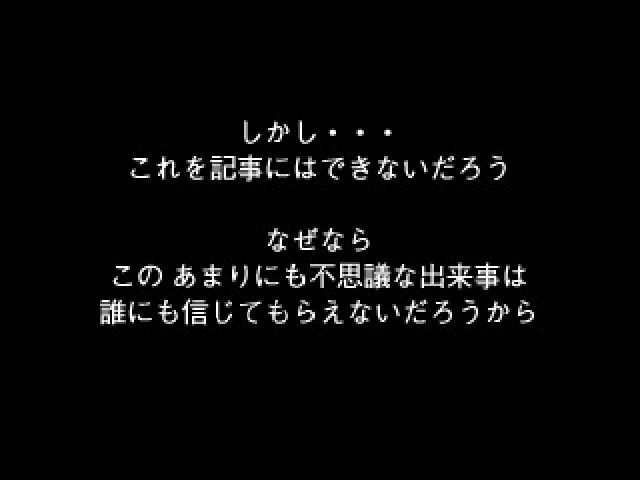 しかし・・・
これを記事にはできないだろう
なぜなら
この あまりにも不思議な出来事は
誰にも信じてもらえないだろうから